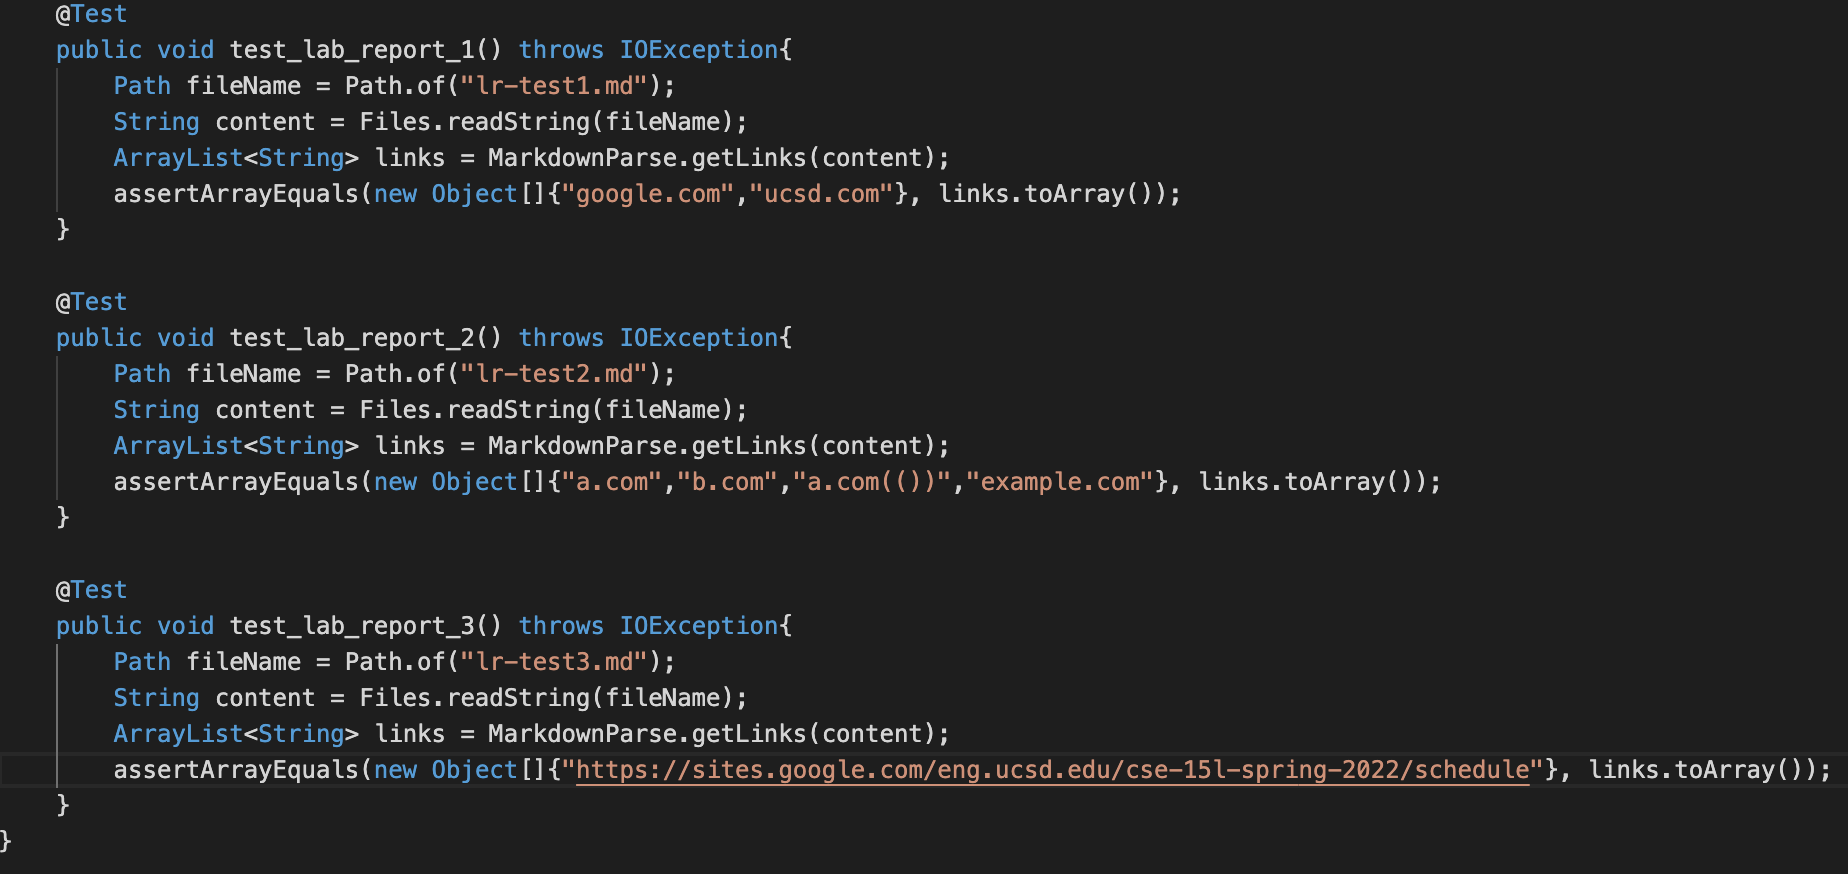 @Test
public void test_lab_report_1() throws IOException{
Path fileName = Path.of("lr-test1.md");
String content = Files.readString(fileName);
ArrayList<String> links = MarkdownParse.getLinks(content);
assertArrayEquals(new Object[]{"google.com","ucsd.com"}, links.toArray());
}
@Test
public void test_lab_report_2() throws IOException{
Path fileName = Path.of("lr-test2.md");
String content = Files.readString(fileName);
ArrayList<String> links = MarkdownParse.getLinks(content);
assertArrayEquals(new Object[]{"a.com","b.com","a.com(())","example.com"}, links.toArray());
}
@Test
public void test_lab_report_3() throws IOException{
Path fileName = Path.of("lr-test3.md");
String content = Files.readString(fileName);
ArrayList<String> links = MarkdownParse.getLinks(content);
assertArrayEquals(new Object[]{"https://sites.google.com/eng.ucsd.edu/cse-15l-spring-2022/schedule"}, links.toArray());
}
}